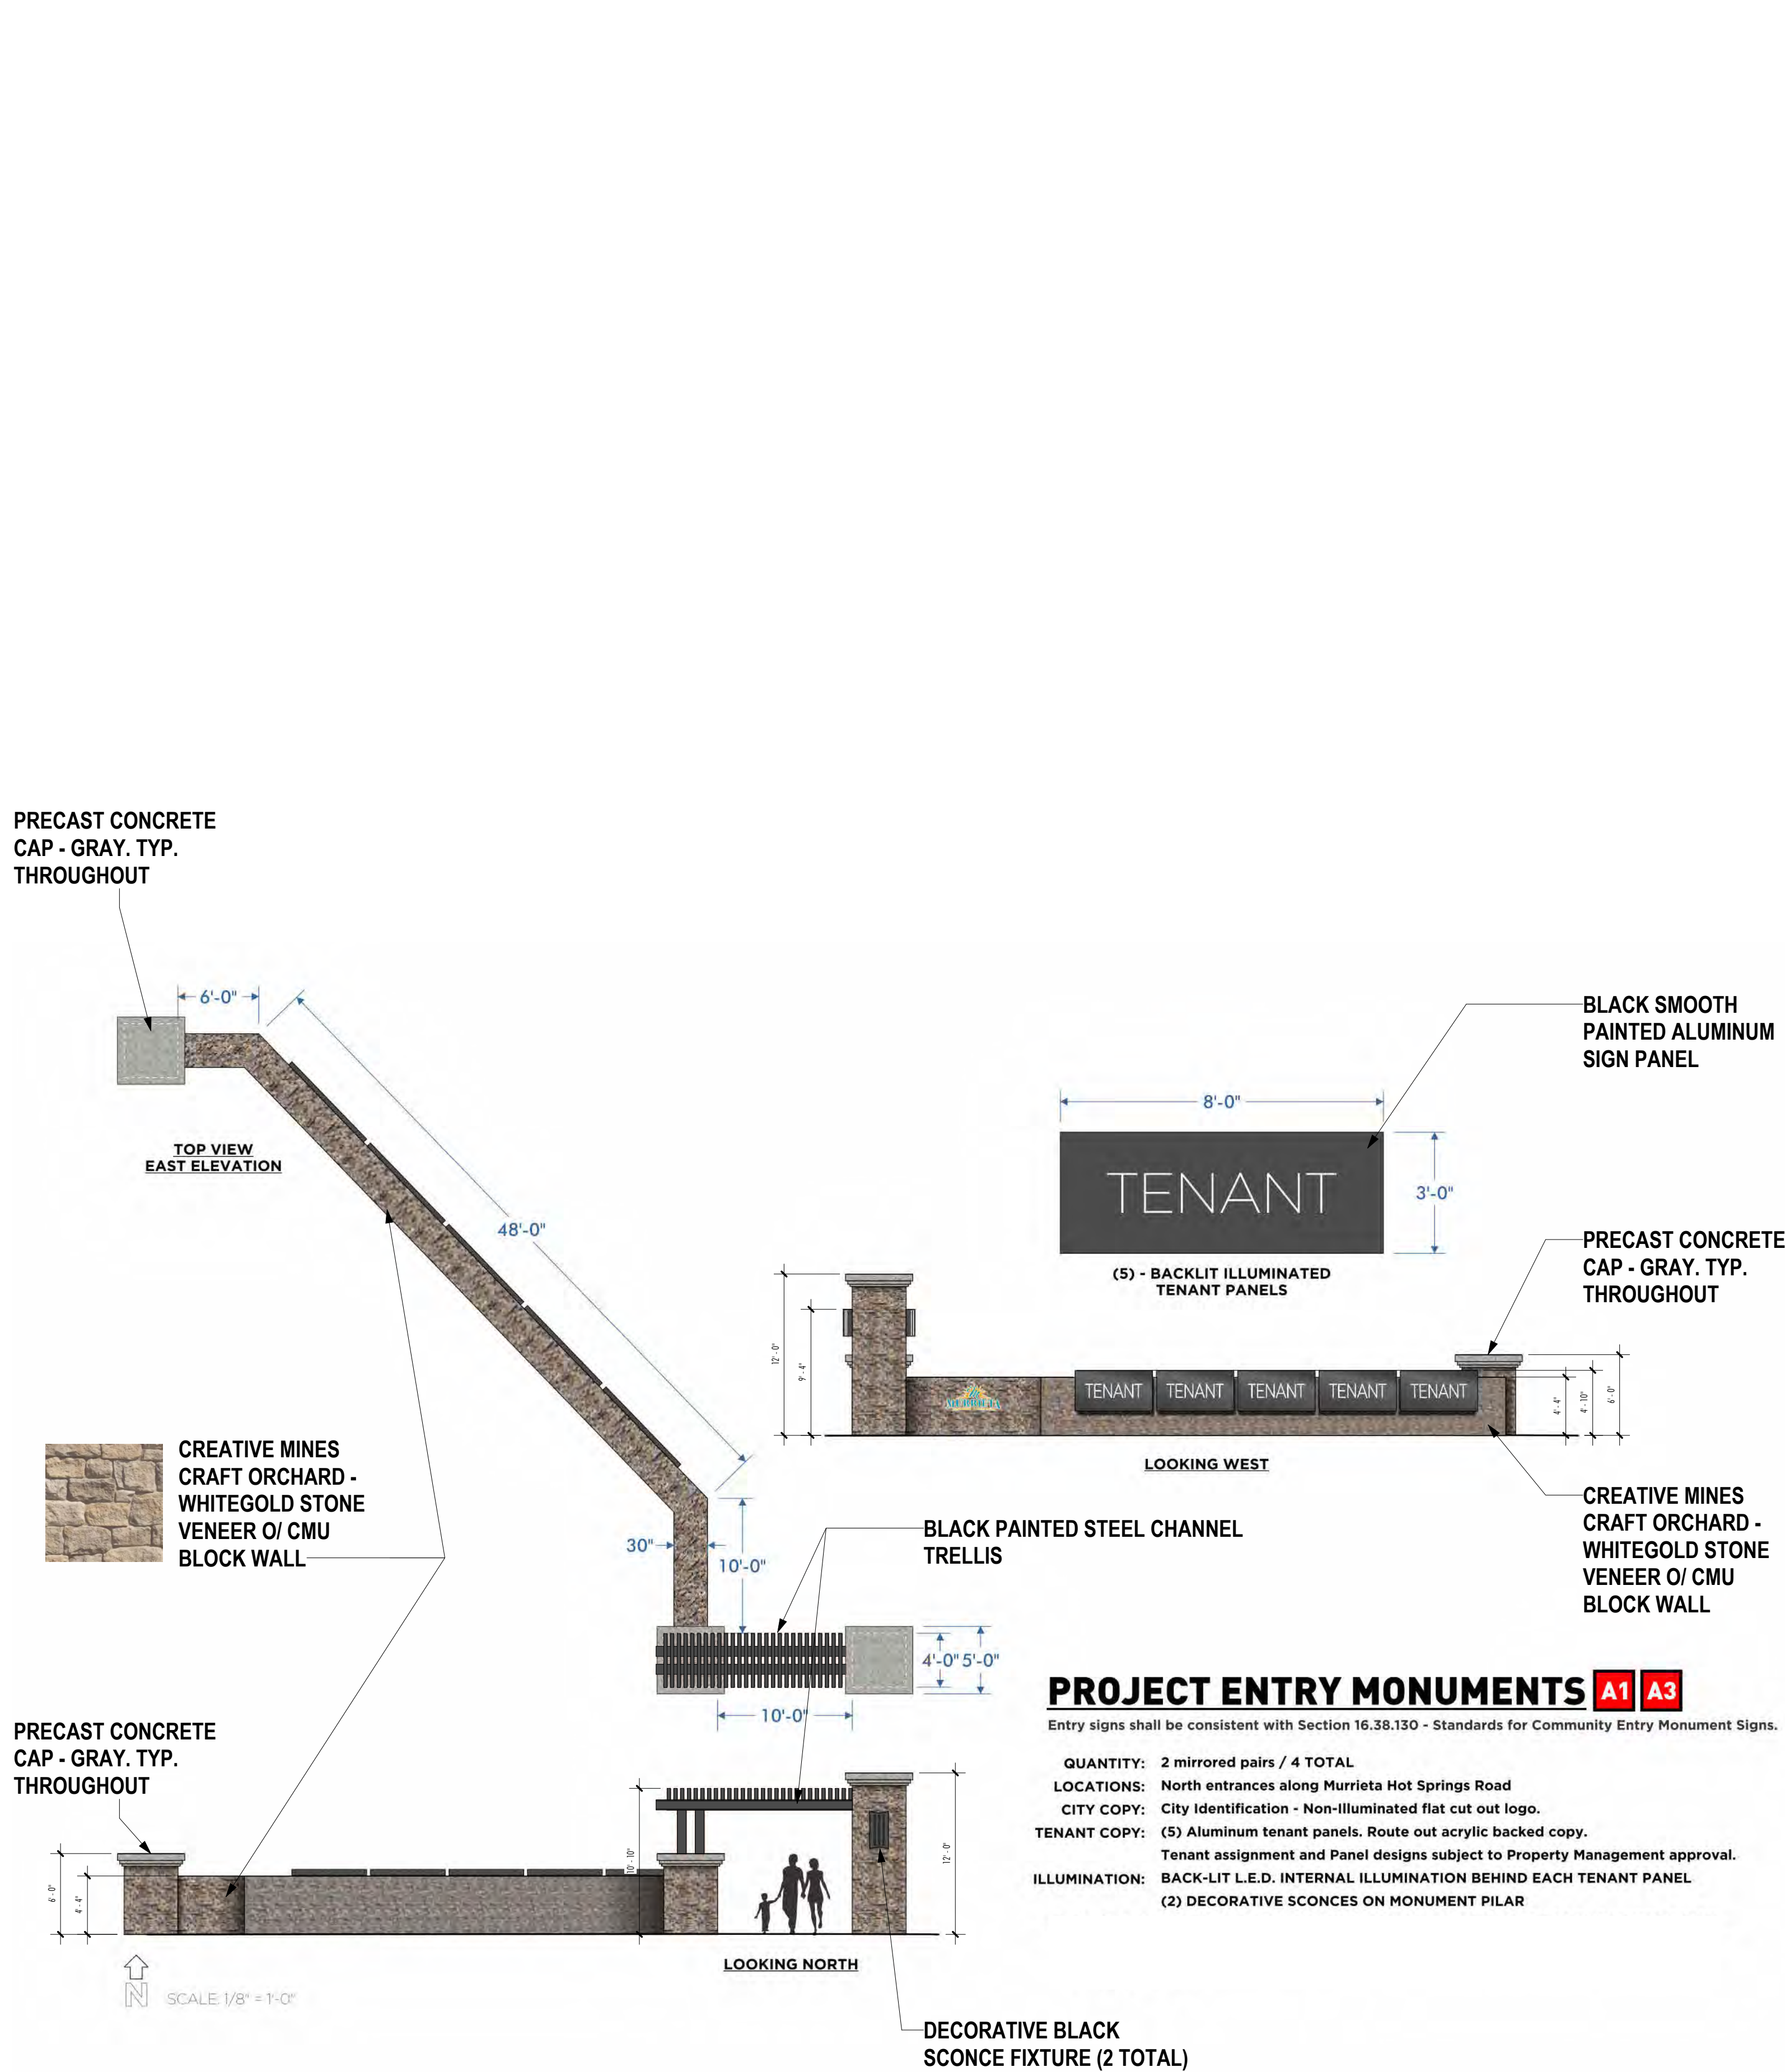 PRECAST CONCRETE
CAP - GRAY. TYP.
THROUGHOUT
6'-0"
48'-0"
TOP VIEW
EAST ELEVATION
30"
10'-0"
4'-0"
5'-0"
10'-0"
CREATIVE MINES
CRAFT ORCHARD -
WHITEGOLD STONE
VENEER O/ CMU
BLOCK WALL
BLACK SMOOTH
PAINTED ALUMINUM
SIGN PANEL
8'-0"
TENANT
3'-0"
(5) - BACKLIT ILLUMINATED
TENANT PANELS
PRECAST CONCRETE
CAP - GRAY. TYP.
THROUGHOUT
12' - 0"
9' - 4"
MURRIETA
TENANT
TENANT
TENANT
TENANT
TENANT
4' - 4"
4' - 10"
6' - 0"
LOOKING WEST
CREATIVE MINES
CRAFT ORCHARD -
WHITEGOLD STONE
VENEER O/ CMU
BLOCK WALL
BLACK PAINTED STEEL CHANNEL
TRELLIS
PROJECT ENTRY MONUMENTS A1 A3
Entry signs shall be consistent with Section 16.38.130 - Standards for Community Entry Monument Signs.
QUANTITY: 2 mirrored pairs / 4 TOTAL
LOCATIONS: North entrances along Murrieta Hot Springs Road
CITY COPY: City Identification - Non-Illuminated flat cut out logo.
TENANT COPY: (5) Aluminum tenant panels. Route out acrylic backed copy.
Tenant assignment and Panel designs subject to Property Management approval.
ILLUMINATION: BACK-LIT L.E.D. INTERNAL ILLUMINATION BEHIND EACH TENANT PANEL
(2) DECORATIVE SCONCES ON MONUMENT PILAR
PRECAST CONCRETE
CAP - GRAY. TYP.
THROUGHOUT
6' - 0"
4' - 4"
10' - 10"
12' - 0"
LOOKING NORTH
N
SCALE: 1/8" = 1'-0"
DECORATIVE BLACK
SCONCE FIXTURE (2 TOTAL)